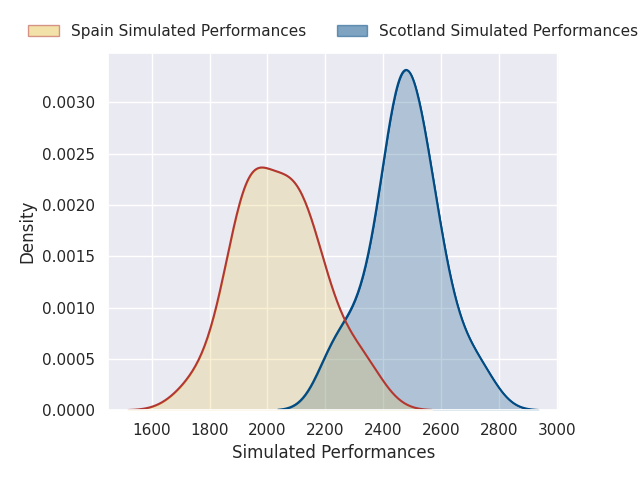 Spain Simulated Performances Scotland Simulated Performances
0.0030
0.0025
0.0020
0.0015
0.0010
0.0005
0.0000
Density
1600 1800 2000 2200 2400 2600 2800 3000
Simulated Performances